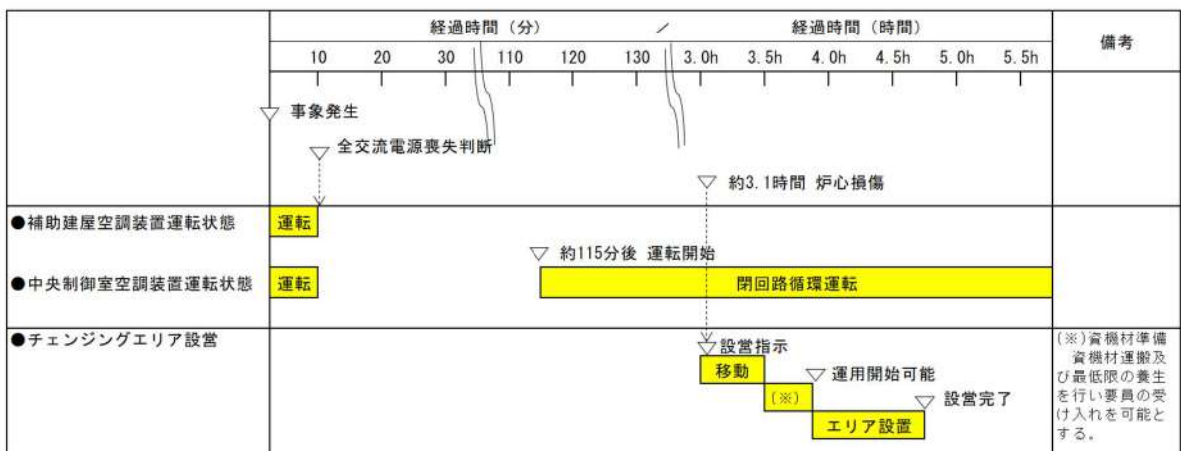 経過時間（分）　／　経過時間（時間）
備考
10 20 30 110 120 130 3.0h 3.5h 4.0h 4.5h 5.0h 5.5h
▽ 事象発生
▽ 全交流電源喪失判断
▽ 約3.1時間 炉心損傷
●補助建屋空調装置運転状態
運転
▽ 約115分後 運転開始
●中央制御室空調装置運転状態
運転
閉回路循環運転
●チェンジングエリア設営
▽設営指示
移動
▽ 運用開始可能
(※)
▽ 設営完了
エリア設置
(※)資機材準備
資機材運搬及
び最低限の養生
を行い要員の受
け入れを可能と
する。